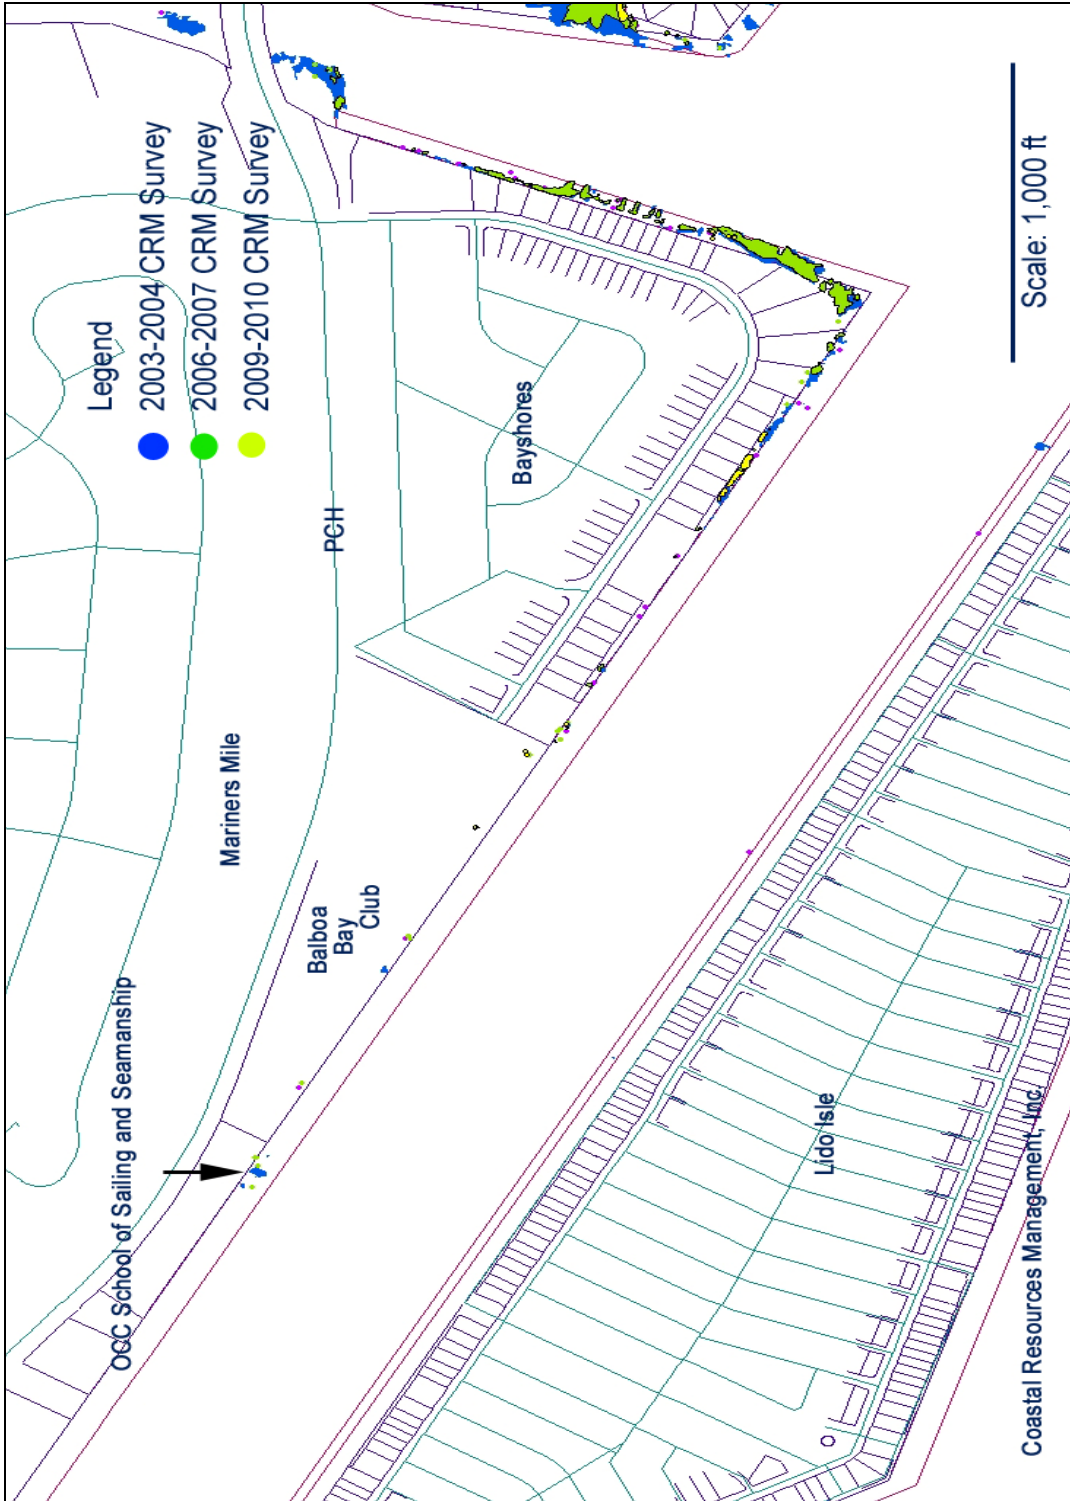 Legend
2003-2004 CRM Survey
2006-2007 CRM Survey
2009-2010 CRM Survey
OCC School of Sailing and Seamanship
Mariners Mile
PCH
Balboa
Bay
Club
Bayshores
Lido Isle
Scale: 1,000 ft
Coastal Resources Management, Inc.